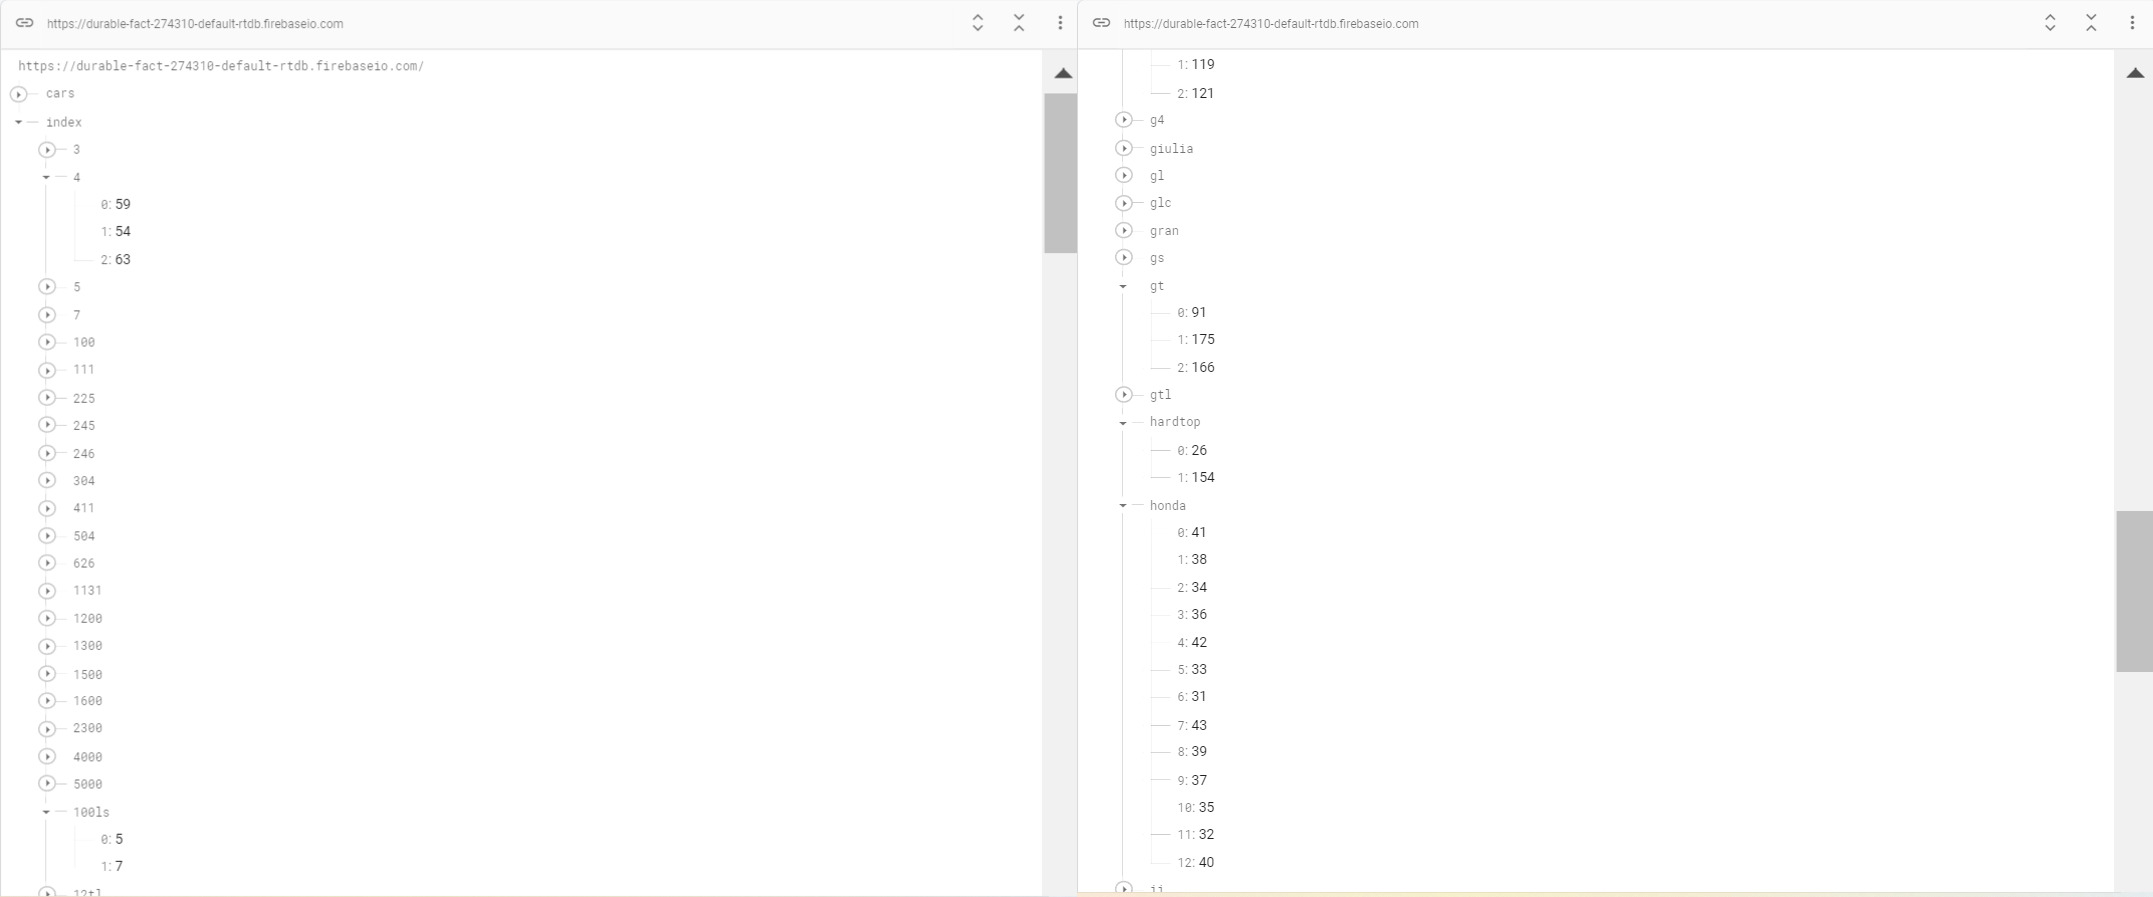 https://durable-fact-274310-default-rtdb.firebaseio.com
https://durable-fact-274310-default-rtdb.firebaseio.com/
cars
index
3
4
0: 59
1: 54
2: 63
5
7
100
111
225
245
246
304
411
504
626
1131
1200
1300
1500
1600
2300
4000
5000
100ls
0: 5
1: 7
12tl
https://durable-fact-274310-default-rtdb.firebaseio.com
1: 119
2: 121
g4
giulia
gl
glc
gran
gs
gt
0: 91
1: 175
2: 166
gtl
hardtop
0: 26
1: 154
honda
0: 41
1: 38
2: 34
3: 36
4: 42
5: 33
6: 31
7: 43
8: 39
9: 37
10: 35
11: 32
12: 40
ii